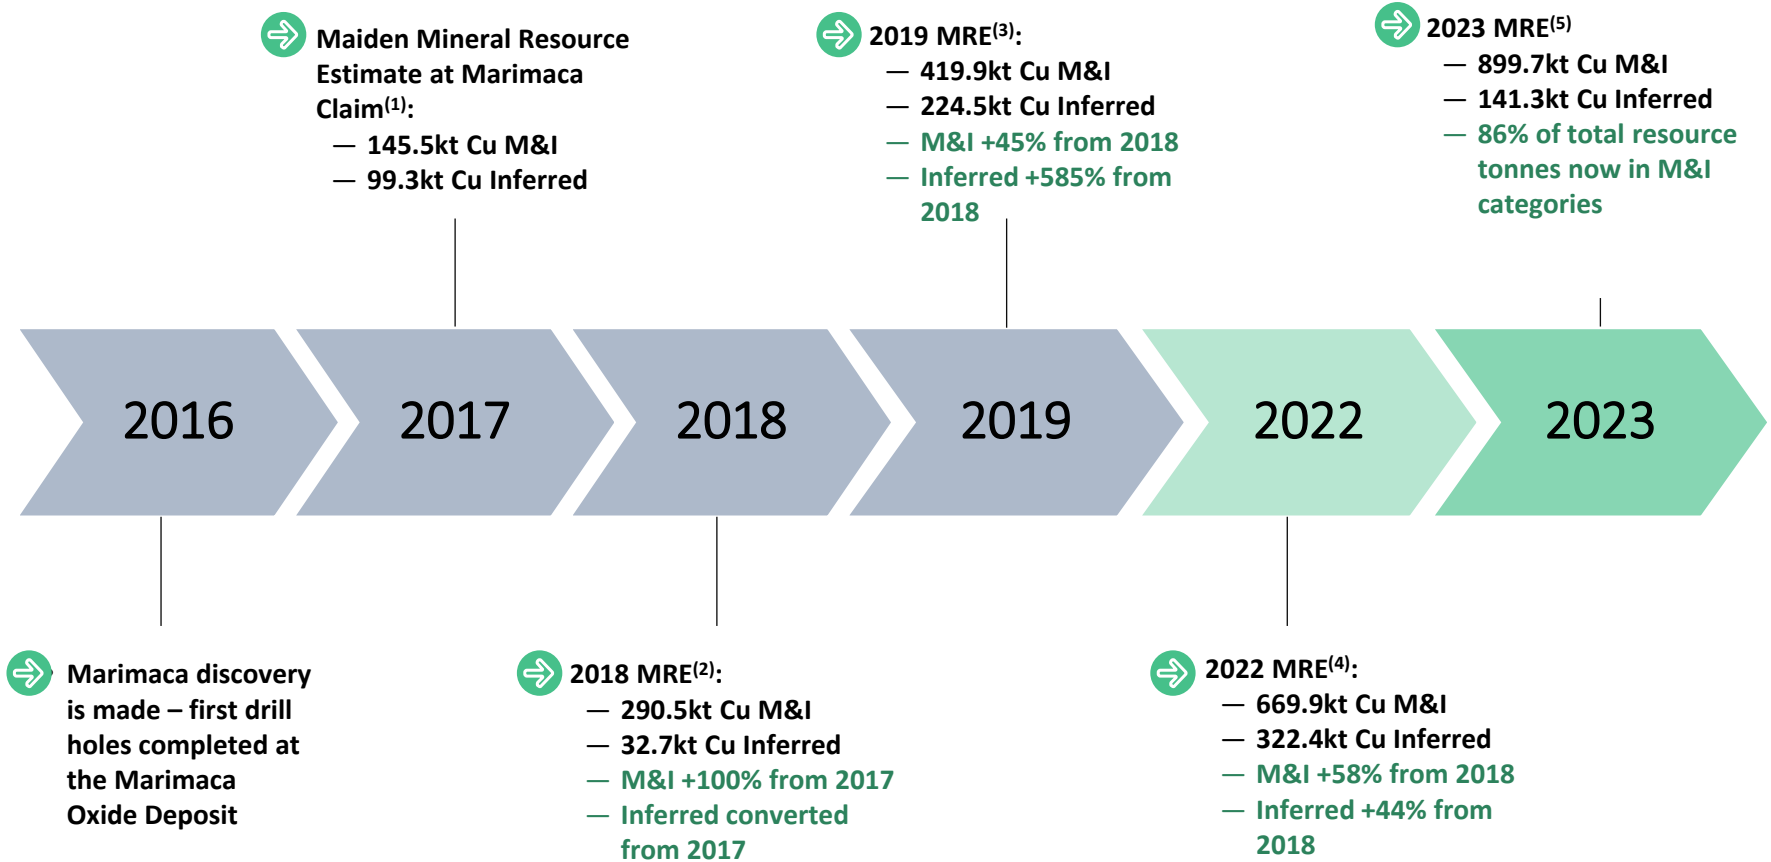 Maiden Mineral Resource
Estimate at Marimaca
Claim(1):
— 145.5kt Cu M&I
— 99.3kt Cu Inferred
2019 MRE(3):
— 419.9kt Cu M&I
— 224.5kt Cu Inferred
— M&I +45% from 2018
— Inferred +585% from
2018
2023 MRE(5)
— 899.7kt Cu M&I
— 141.3kt Cu Inferred
— 86% of total resource
tonnes now in M&I
categories
2016
2017
2018
2019
2022
2023
Marimaca discovery
is made – first drill
holes completed at
the Marimaca
Oxide Deposit
2018 MRE(2):
— 290.5kt Cu M&I
— 32.7kt Cu Inferred
— M&I +100% from 2017
— Inferred converted
from 2017
2022 MRE(4):
— 669.9kt Cu M&I
— 322.4kt Cu Inferred
— M&I +58% from 2018
— Inferred +44% from
2018